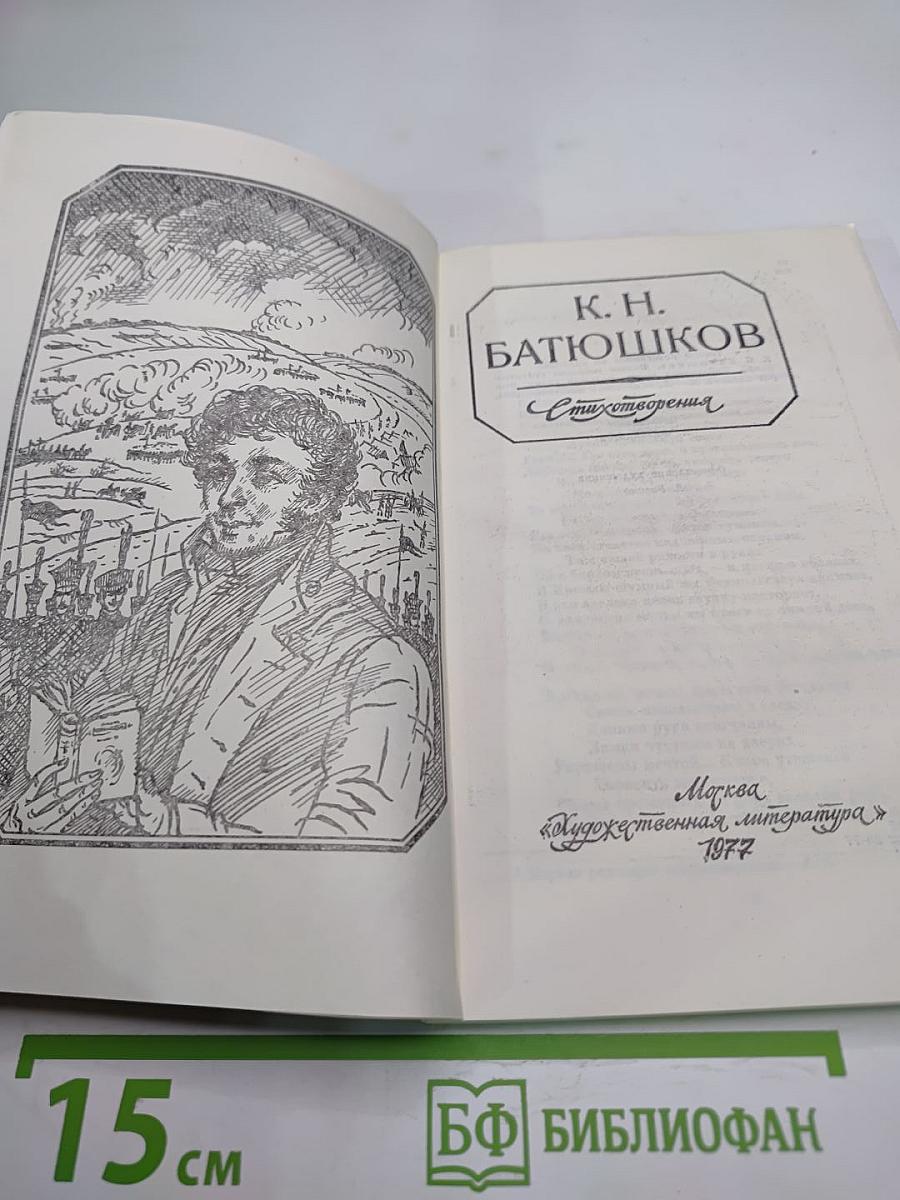 К. Н.
БАТЮШКОВ
Стихотворения
Москва
«Художественная литература»
1977
15 см
БФ БИБЛИОФАН